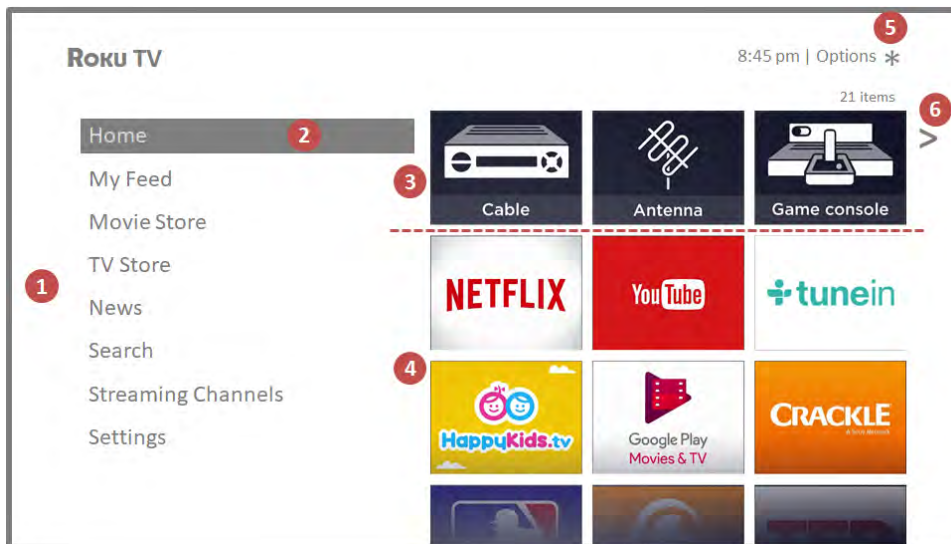 5
Roku TV
8:45 pm | Options *
21 items
6
Home
2
My Feed
Movie Store
1
TV Store
News
Search
Streaming Channels
Settings
3
Cable
Antenna
Game console
NETFLIX
You Tube
tunein
4
HappyKids.tv
Google Play
Movies & TV
CRACKLE